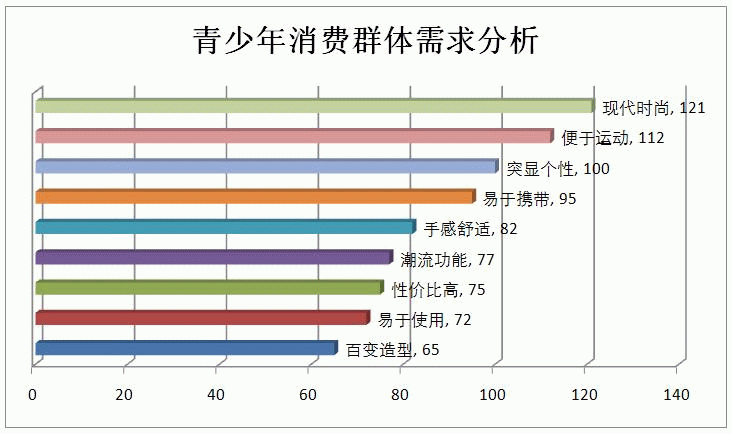 青少年消费群体需求分析
现代时尚, 121
便于运动, 112
突显个性, 100
易于携带, 95
手感舒适, 82
潮流功能, 77
性价比高, 75
易于使用, 72
百变造型, 65
0 20 40 60 80 100 120 140